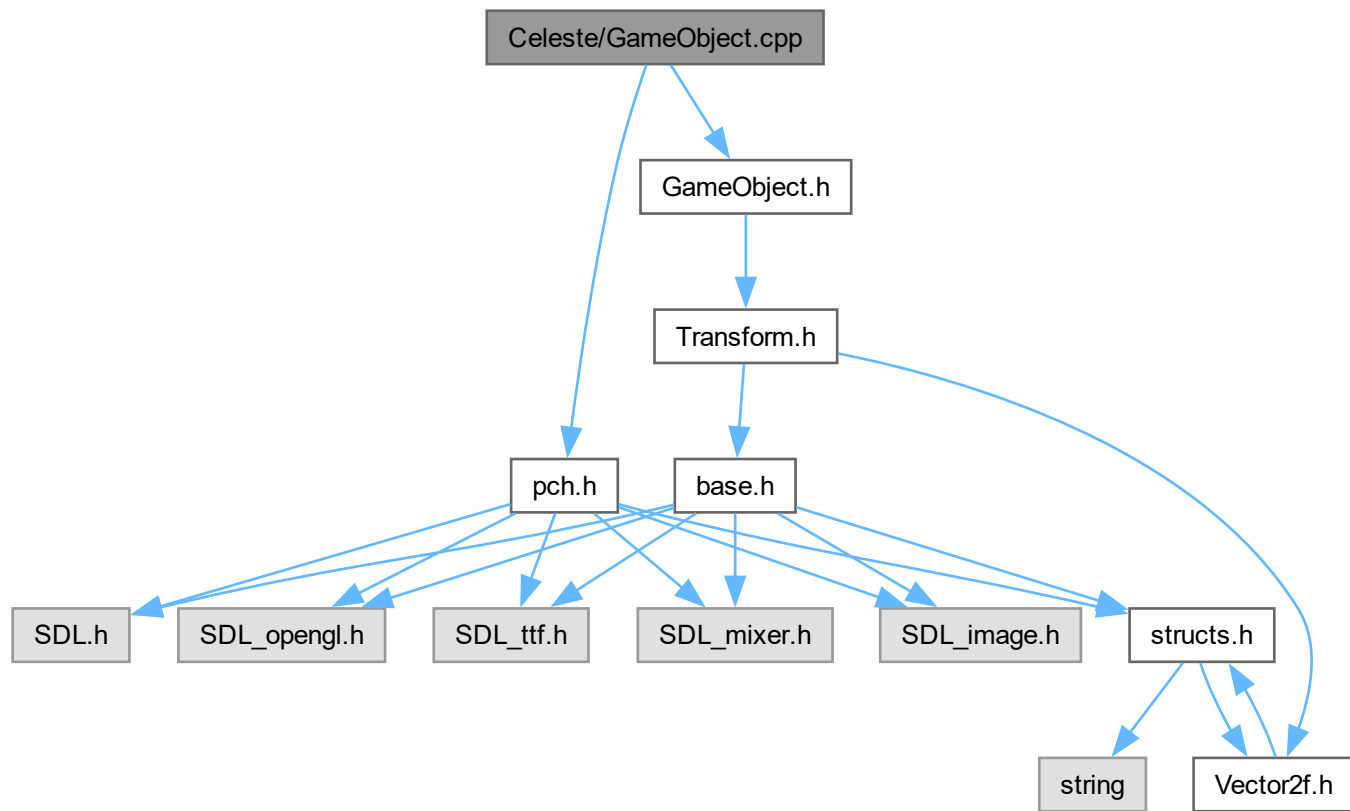 Celeste/GameObject.cpp
GameObject.h
Transform.h
pch.h
base.h
SDL.h
SDL_opengl.h
SDL_ttf.h
SDL_mixer.h
SDL_image.h
structs.h
string
Vector2f.h